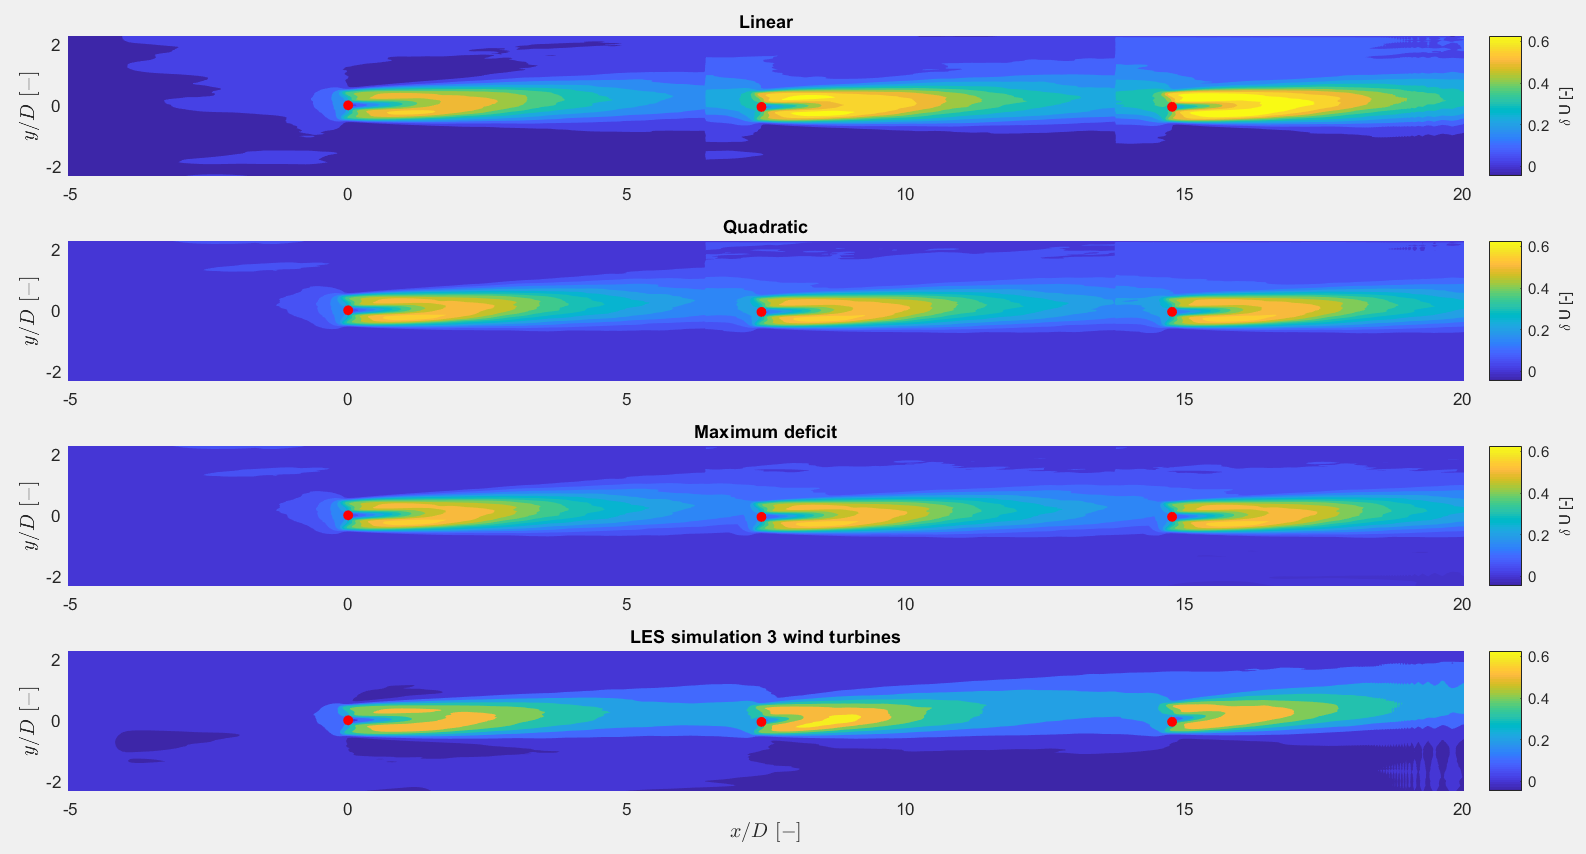 Linear
2
0
-2
y/D [−]
-5 0 5 10 15 20
0.6
0.4
0.2
0
δ U [-]
Quadratic
2
0
-2
y/D [−]
-5 0 5 10 15 20
0.6
0.4
0.2
0
δ U [-]
Maximum deficit
2
0
-2
y/D [−]
-5 0 5 10 15 20
0.6
0.4
0.2
0
δ U [-]
LES simulation 3 wind turbines
2
0
-2
y/D [−]
-5 0 5 10 15 20
x/D [−]
0.6
0.4
0.2
0
δ U [-]